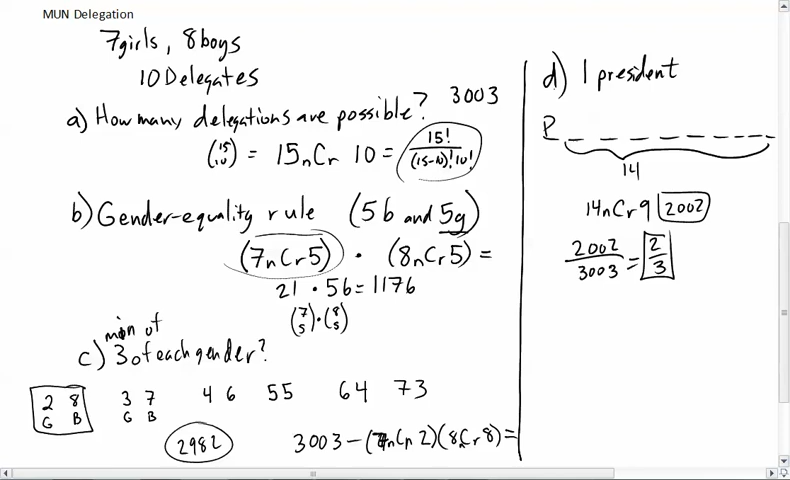 MUN Delegation
7girls, 8boys
10 Delegates
a) How many delegations are possible? 3003
(15 10) = 15nCr 10 = 15! / (15-10)! 10!
b) Gender-equality rule (5b and 5g)
(7nCr5) · (8nCr5) =
21 · 56 = 1176
(7 5) · (8 5)
min of
c) 3 of each gender?
2 8 3 7 4 6 5 5 6 4 7 3
G B G B
2982 3003 - (7nCr2)(8Cr8) =
d) 1 president
P _ _ _ _ _ _ _ _ _
14
14nCr9 2002
2002 / 3003 = 2 / 3